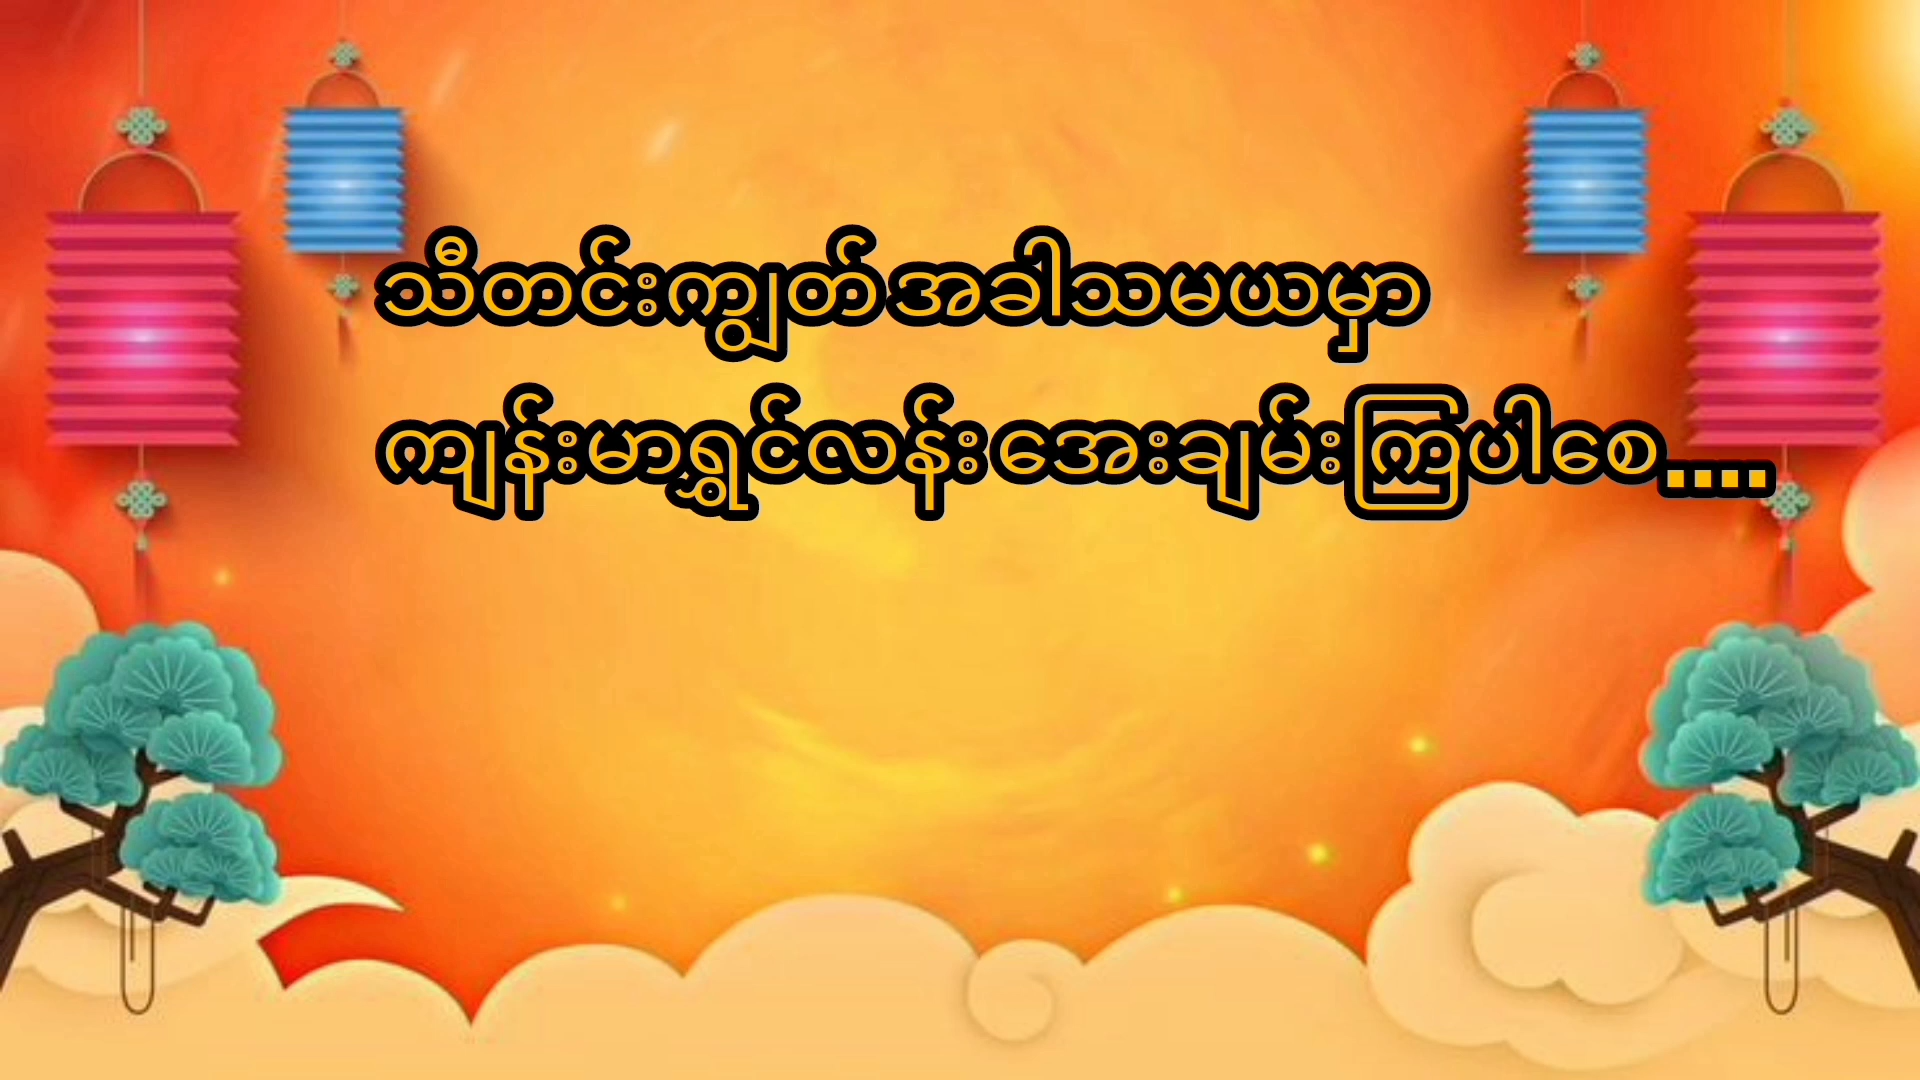 သီတင်းကျွတ်အခါသမယမှာ
ကျန်းမာရွှင်လန်းအေးချမ်းကြပါစေ....